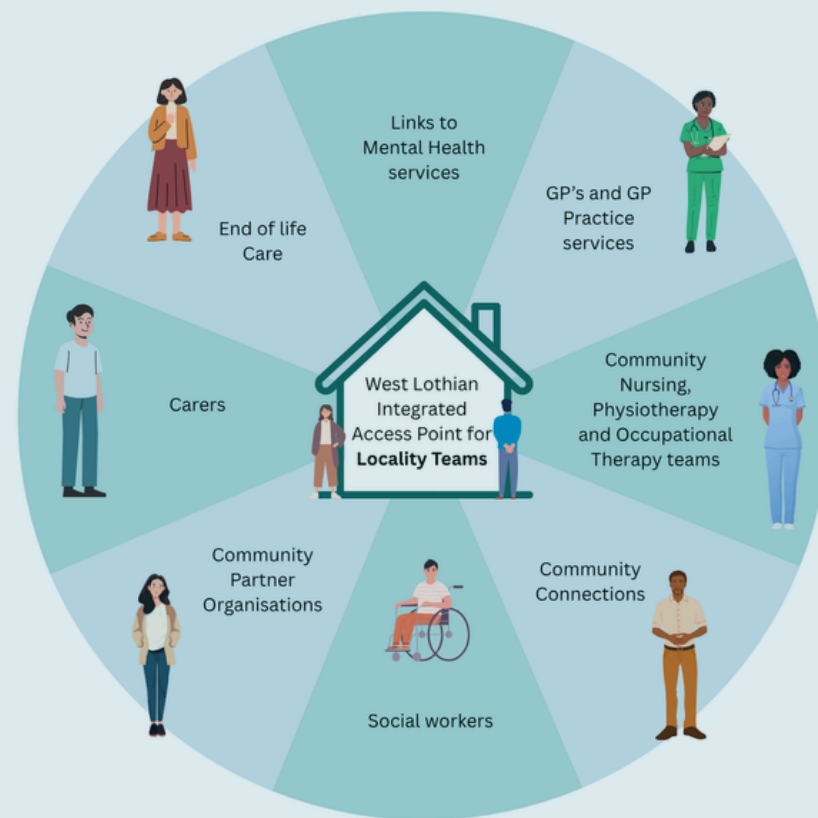 Links to
Mental Health
services
GP's and GP
Practice
services
End of life
Care
Community
Nursing,
Physiotherapy
and Occupational
Therapy teams
Carers
West Lothian
Integrated
Access Point for
Locality Teams
Community
Partner
Organisations
Community
Connections
Social workers